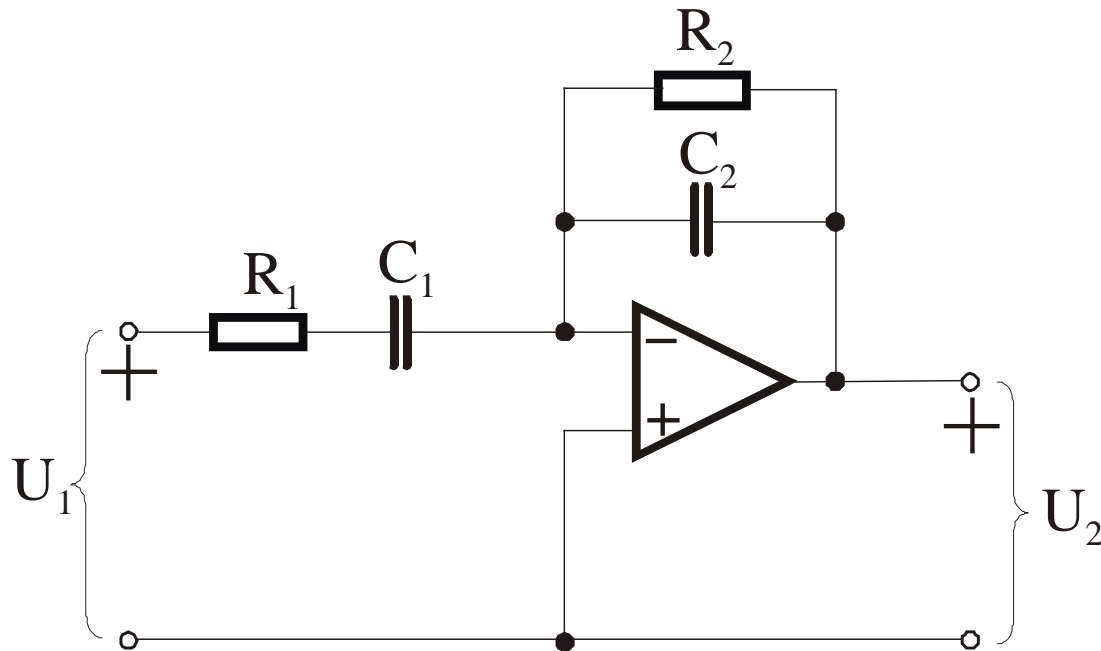 R₂
C₂
R₁
C₁
−
+
+
+
U₁
U₂